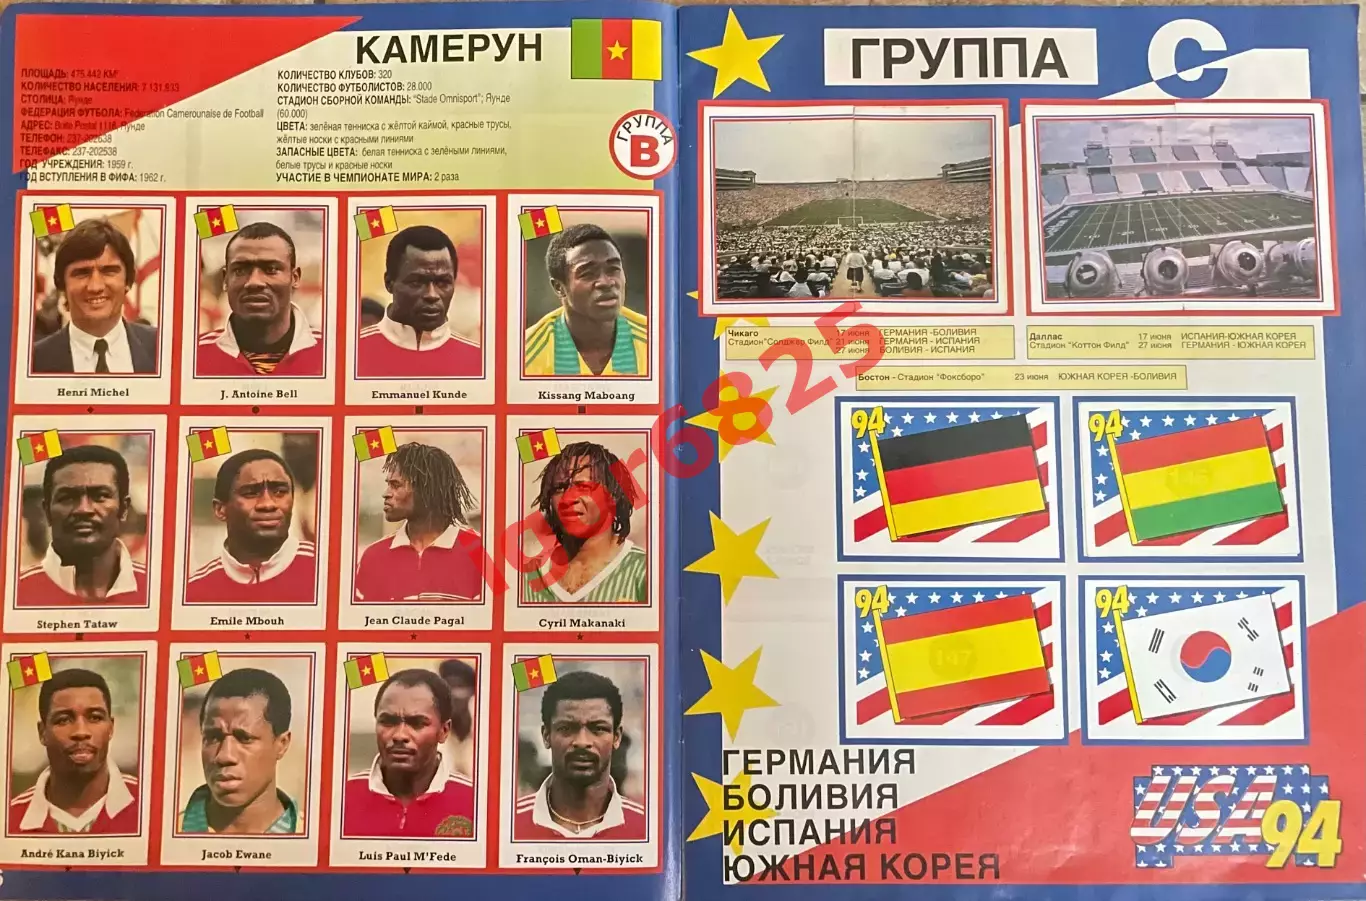 КАМЕРУН
ПЛОЩАДЬ: 475.442 КМ²
КОЛИЧЕСТВО НАСЕЛЕНИЯ: 7.131.833
СТОЛИЦА: Яунде
ФЕДЕРАЦИЯ ФУТБОЛА: Federation Camerounaise de Football
АДРЕС: Boite Postal 1116, Яунде
ТЕЛЕФОН: 237-202538
ТЕЛЕФАКС: 237-202538
ГОД УЧРЕЖДЕНИЯ: 1959 г.
ГОД ВСТУПЛЕНИЯ В ФИФА: 1962 г.
КОЛИЧЕСТВО КЛУБОВ: 320
КОЛИЧЕСТВО ФУТБОЛИСТОВ: 28.000
СТАДИОН СБОРНОЙ КОМАНДЫ: "Stade Omnisport"; Яунде
(60.000)
ЦВЕТА: зелёная тенниска с жёлтой каймой, красные трусы,
жёлтые носки с красными линиями
ЗАПАСНЫЕ ЦВЕТА: белая тенниска с зелёными линиями,
белые трусы и красные носки
УЧАСТИЕ В ЧЕМПИОНАТЕ МИРА: 2 раза
ГРУППА
B
Henri Michel
J. Antoine Bell
Emmanuel Kunde
Kissang Maboang
Stephen Tataw
Emile Mbouh
Jean Claude Pagal
Cyril Makanaki
André Kana Biyick
Jacob Ewane
Luis Paul M'Fede
François Oman-Biyick
6
ГРУППА C
Чикаго
Стадион "Солджер Филд"
17 июня ГЕРМАНИЯ -БОЛИВИЯ
21 июня ГЕРМАНИЯ - ИСПАНИЯ
27 июня БОЛИВИЯ - ИСПАНИЯ
Даллас
Стадион "Коттон Филд"
17 июня ИСПАНИЯ-ЮЖНАЯ КОРЕЯ
27 июня ГЕРМАНИЯ-ЮЖНАЯ КОРЕЯ
Бостон - Стадион "Фоксборо" 23 июня ЮЖНАЯ КОРЕЯ -БОЛИВИЯ
94
94
94
147
94
ГЕРМАНИЯ
БОЛИВИЯ
ИСПАНИЯ
ЮЖНАЯ КОРЕЯ
USA 94
igor6825